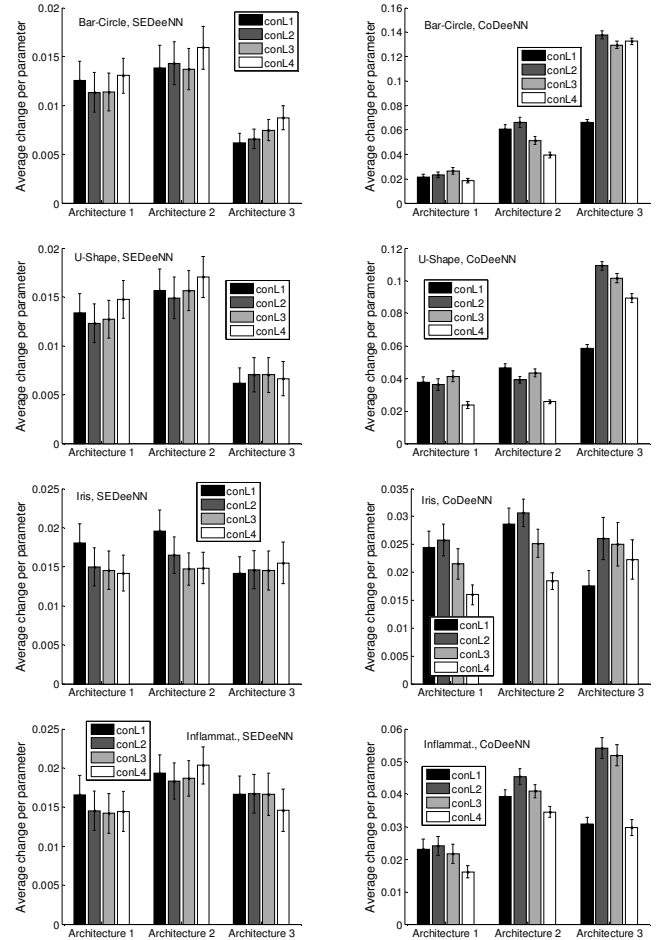 Bar-Circle, SEDeeNN
Average change per parameter
0.025
0.02
0.015
0.01
0.005
0
conL1
conL2
conL3
conL4
Architecture 1 Architecture 2 Architecture 3
Bar-Circle, CoDeeNN
Average change per parameter
0.16
0.14
0.12
0.1
0.08
0.06
0.04
0.02
0
conL1
conL2
conL3
conL4
Architecture 1 Architecture 2 Architecture 3
U-Shape, SEDeeNN
Average change per parameter
0.02
0.015
0.01
0.005
0
conL1
conL2
conL3
conL4
Architecture 1 Architecture 2 Architecture 3
U-Shape, CoDeeNN
Average change per parameter
0.12
0.1
0.08
0.06
0.04
0.02
0
conL1
conL2
conL3
conL4
Architecture 1 Architecture 2 Architecture 3
Iris, SEDeeNN
Average change per parameter
0.025
0.02
0.015
0.01
0.005
0
conL1
conL2
conL3
conL4
Architecture 1 Architecture 2 Architecture 3
Iris, CoDeeNN
Average change per parameter
0.035
0.03
0.025
0.02
0.015
0.01
0.005
0
conL1
conL2
conL3
conL4
Architecture 1 Architecture 2 Architecture 3
Inflammat., SEDeeNN
Average change per parameter
0.025
0.02
0.015
0.01
0.005
0
conL1
conL2
conL3
conL4
Architecture 1 Architecture 2 Architecture 3
Inflammat., CoDeeNN
Average change per parameter
0.06
0.05
0.04
0.03
0.02
0.01
0
conL1
conL2
conL3
conL4
Architecture 1 Architecture 2 Architecture 3